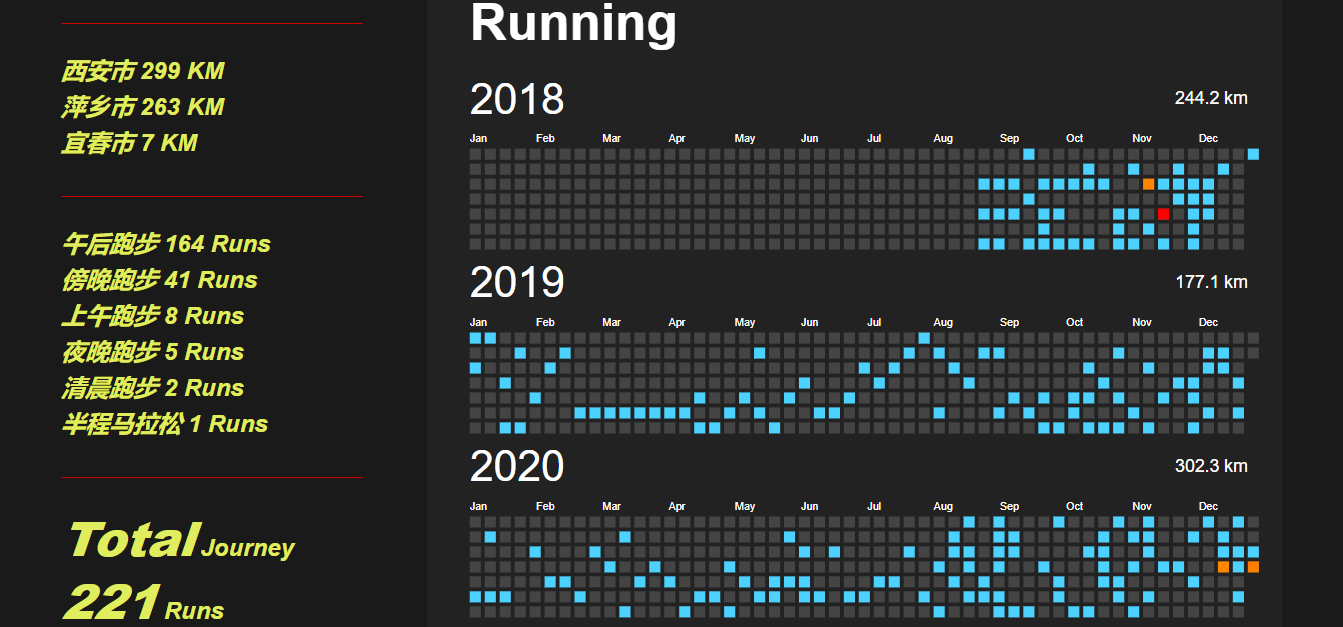 西安市 299 KM
萍乡市 263 KM
宜春市 7 KM
午后跑步 164 Runs
傍晚跑步 41 Runs
上午跑步 8 Runs
夜晚跑步 5 Runs
清晨跑步 2 Runs
半程马拉松 1 Runs
Total Journey
221 Runs
Running
2018 244.2 km
Jan Feb Mar Apr May Jun Jul Aug Sep Oct Nov Dec
2019 177.1 km
Jan Feb Mar Apr May Jun Jul Aug Sep Oct Nov Dec
2020 302.3 km
Jan Feb Mar Apr May Jun Jul Aug Sep Oct Nov Dec